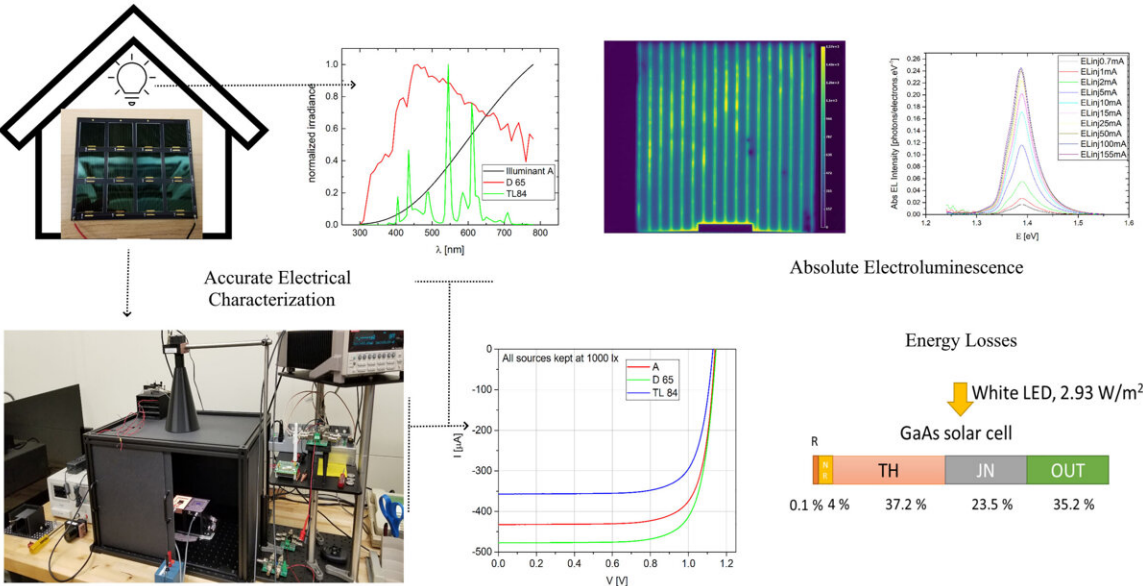 normalized irradiance
1.0
0.8
0.6
0.4
0.2
0.0
300 400 500 600 700 800
λ [nm]
Illuminant A
D 65
TL84
Abs EL Intensity [photons/electrons eV⁻¹]
0.26
0.24
0.22
0.20
0.18
0.16
0.14
0.12
0.10
0.08
0.06
0.04
0.02
0.00
1.2 1.3 1.4 1.5 1.6
E [eV]
ELinj0.7mA
ELinj1mA
ELinj2mA
ELinj5mA
ELinj10mA
ELinj15mA
ELinj25mA
ELinj50mA
ELinj100mA
ELinj155mA
Accurate Electrical
Characterization
Absolute Electroluminescence
All sources kept at 1000 lx
A
D 65
TL 84
I [µA]
0
-100
-200
-300
-400
-500
0.0 0.2 0.4 0.6 0.8 1.0 1.2
V [V]
Energy Losses
White LED, 2.93 W/m²
GaAs solar cell
R
TH JN OUT
0.1 % 4 % 37.2 % 23.5 % 35.2 %